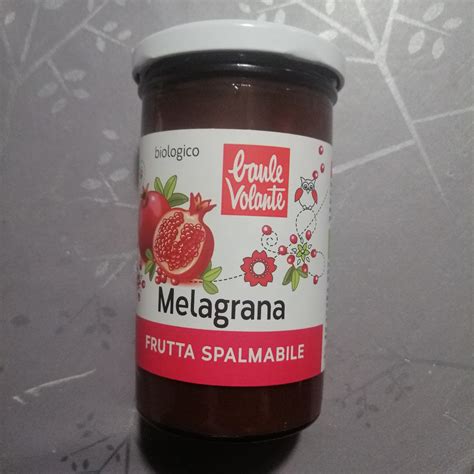 biologico
baule
Volante
Melagrana
FRUTTA SPALMABILE